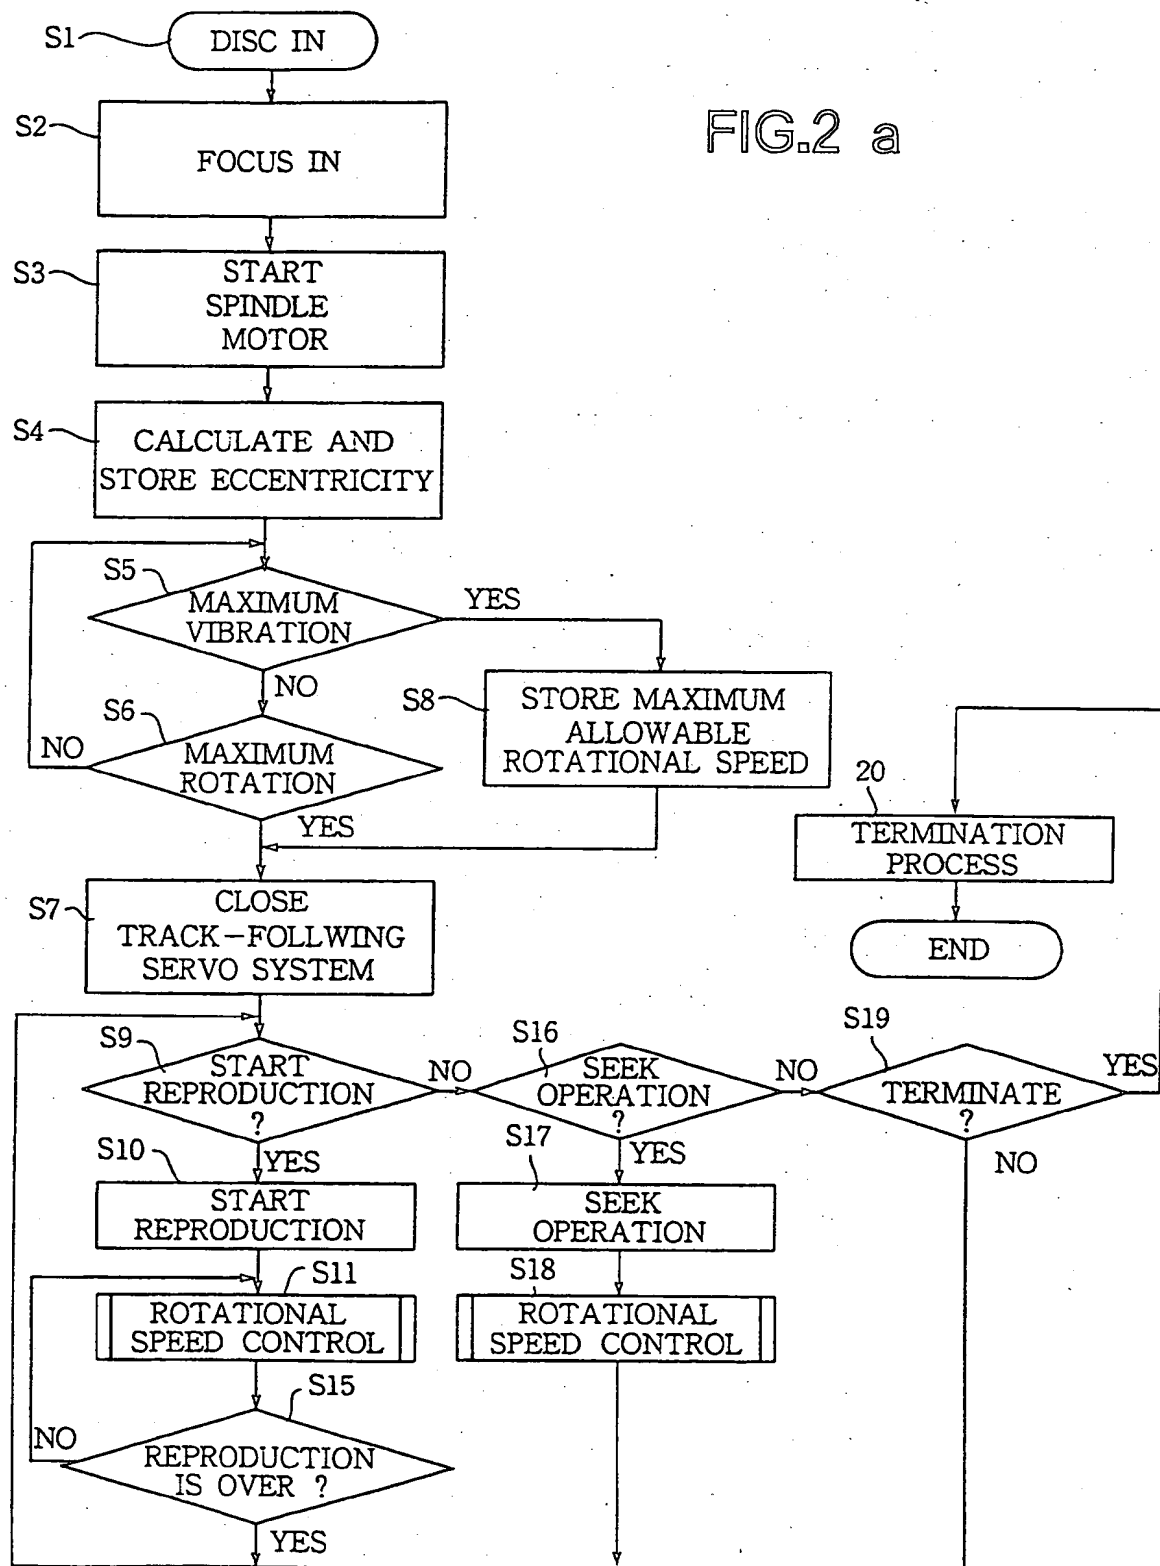 S1
DISC IN
FIG.2 a
S2
FOCUS IN
S3
START
SPINDLE
MOTOR
S4
CALCULATE AND
STORE ECCENTRICITY
S5
MAXIMUM
VIBRATION
YES
NO
S6
MAXIMUM
ROTATION
NO
YES
S8
STORE MAXIMUM
ALLOWABLE
ROTATIONAL SPEED
20
TERMINATION
PROCESS
END
S7
CLOSE
TRACK-FOLLWING
SERVO SYSTEM
S9
START
REPRODUCTION
?
NO
YES
S16
SEEK
OPERATION
?
NO
YES
S19
TERMINATE
?
YES
NO
S10
START
REPRODUCTION
S17
SEEK
OPERATION
S11
ROTATIONAL
SPEED CONTROL
S18
ROTATIONAL
SPEED CONTROL
S15
REPRODUCTION
IS OVER ?
NO
YES